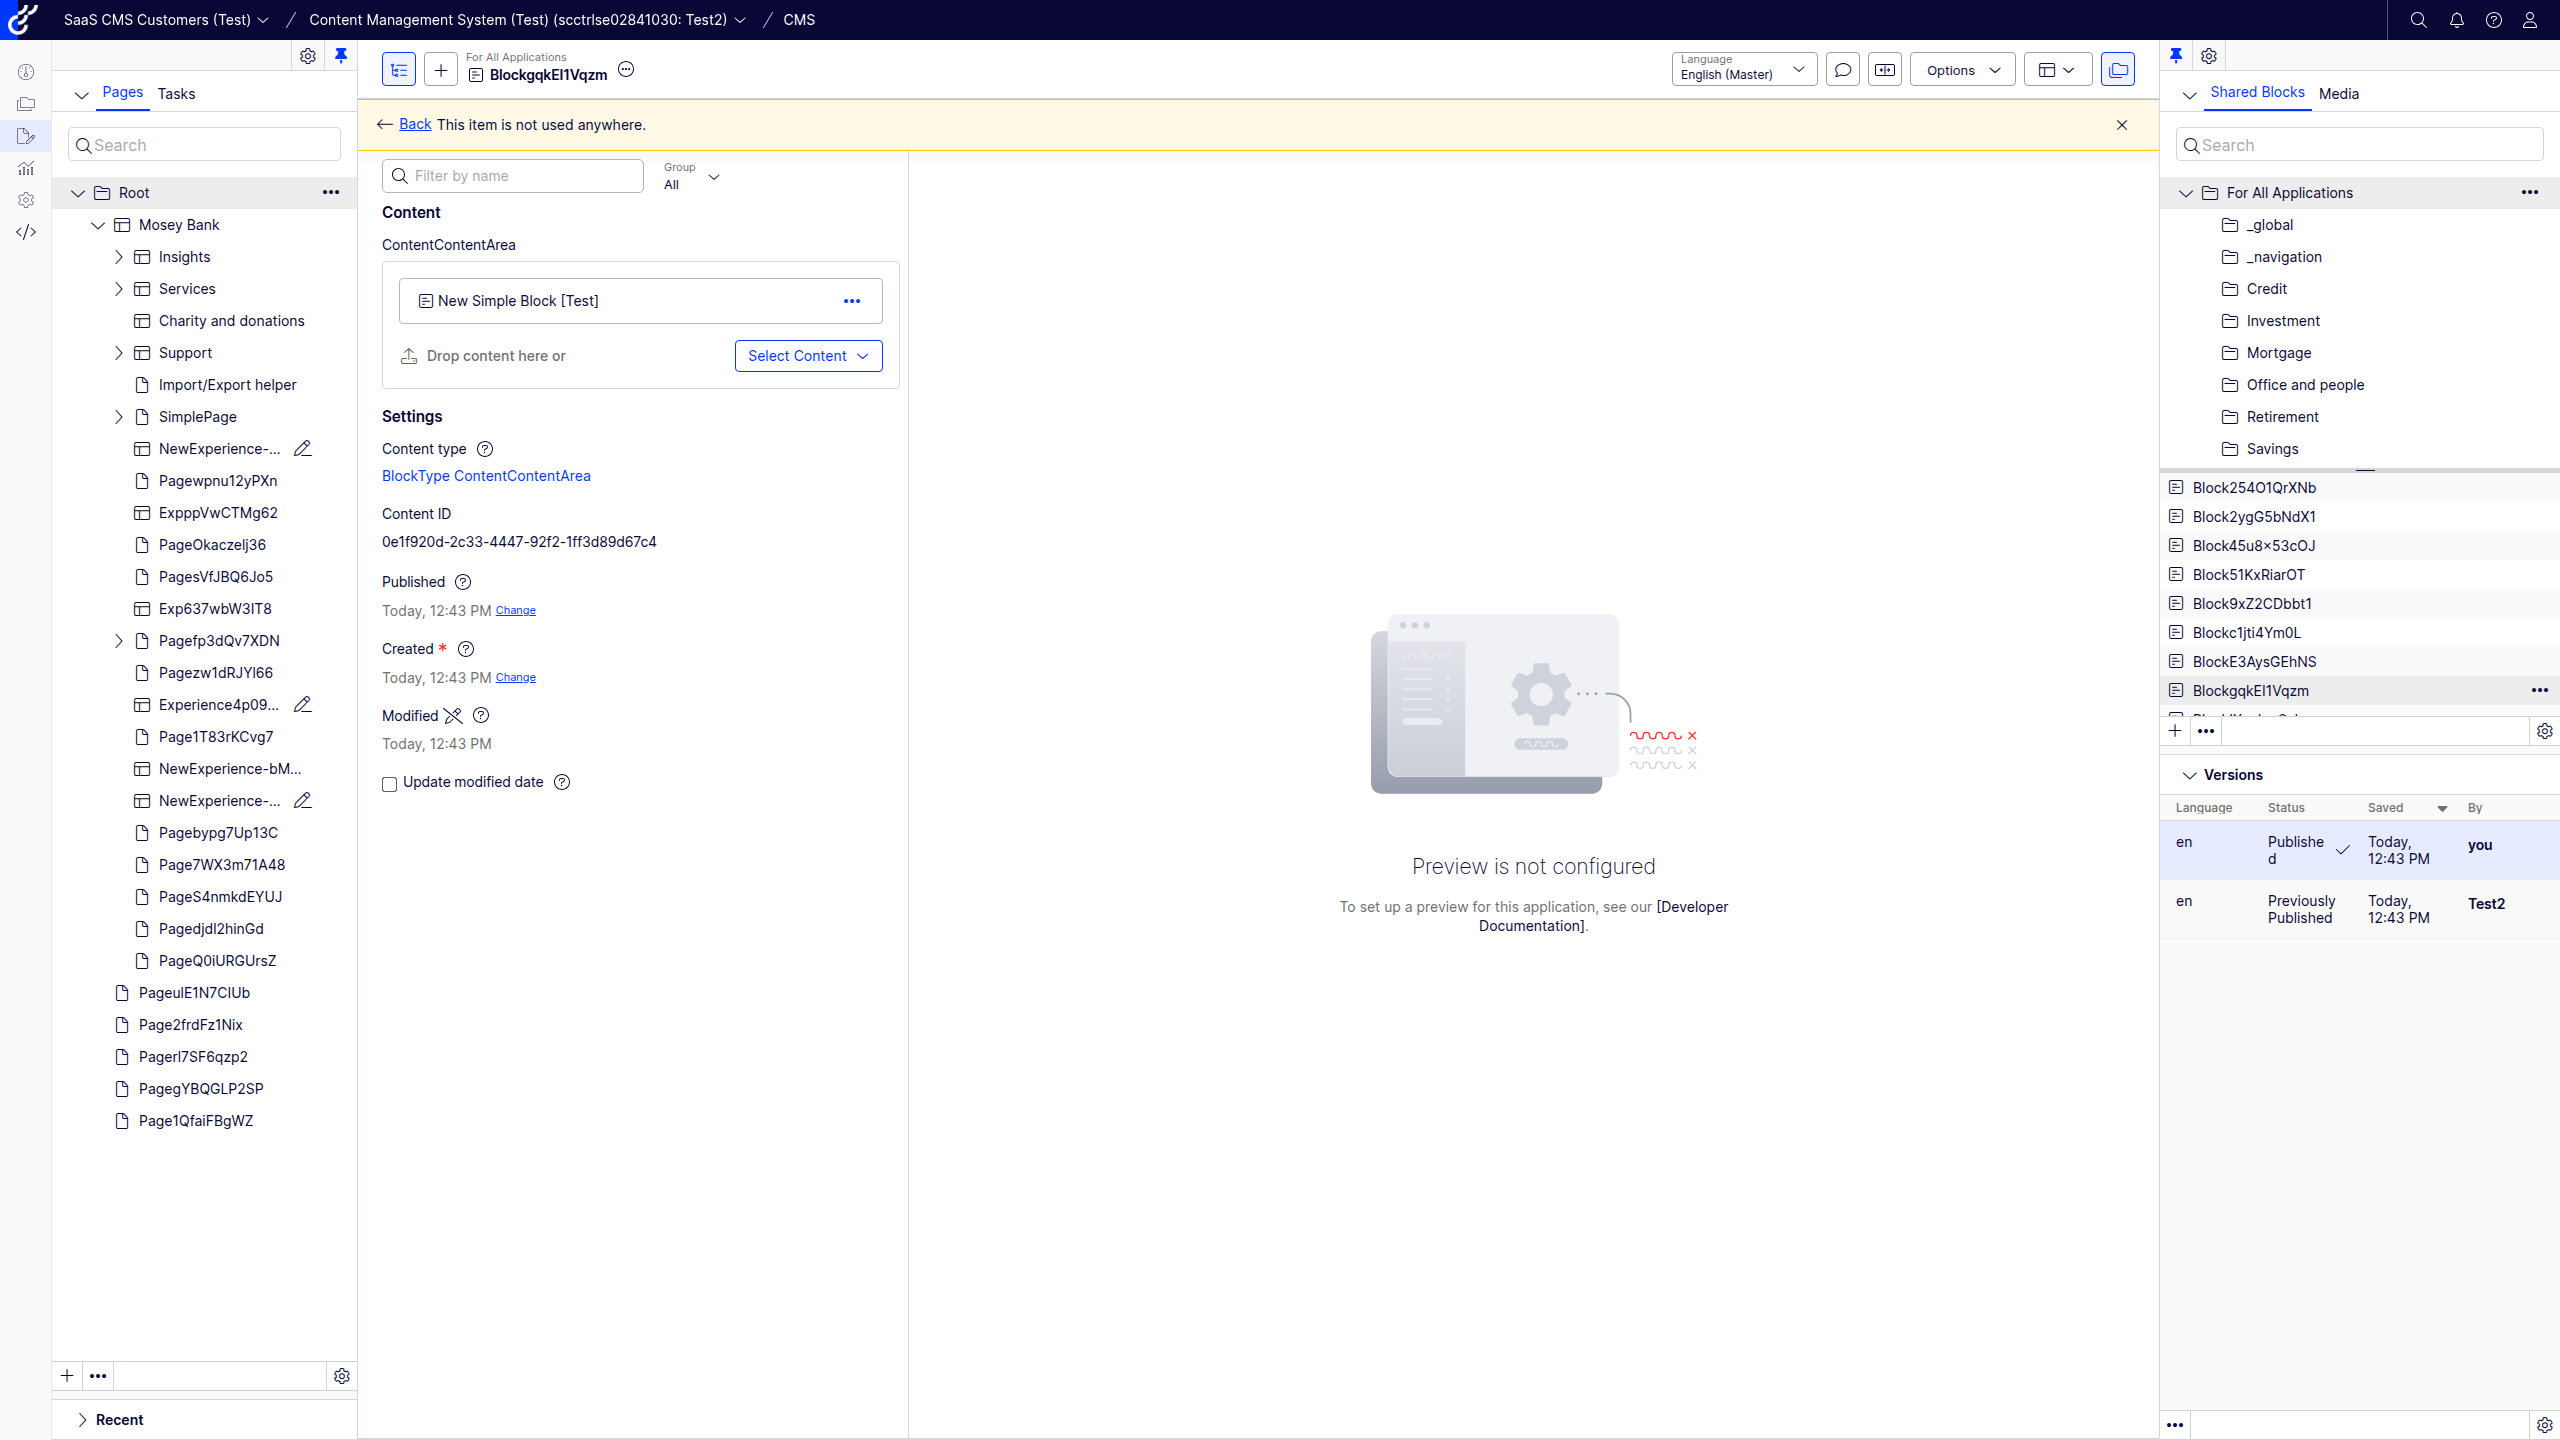 SaaS CMS Customers (Test)
Content Management System (Test) (scctrlse02841030: Test2)
CMS
Pages
Tasks
Search
Root
Mosey Bank
Insights
Services
Charity and donations
Support
Import/Export helper
SimplePage
NewExperience-...
Pagewpnu12yPXn
ExpppVwCTMg62
PageOkaczelj36
PagesVfJBQ6Jo5
Exp637wbW3IT8
Pagefp3dQv7XDN
Pagezw1dRJYl66
Experience4p09...
Page1T83rKCvg7
NewExperience-bM...
NewExperience-...
Pagebypg7Up13C
Page7WX3m71A48
PageS4nmkdEYUJ
Pagedjdl2hinGd
PageQ0iURGUrsZ
PageulE1N7CIUb
Page2frdFz1Nix
Pagerl7SF6qzp2
PagegYBQGLP2SP
Page1QfaiFBgWZ
Recent
For All Applications
BlockgqkEI1Vqzm
Language
English (Master)
Options
Back This item is not used anywhere.
Filter by name
Group
All
Content
ContentContentArea
New Simple Block [Test]
Drop content here or
Select Content
Settings
Content type
BlockType ContentContentArea
Content ID
0e1f920d-2c33-4447-92f2-1ff3d89d67c4
Published
Today, 12:43 PM Change
Created *
Today, 12:43 PM Change
Modified
Today, 12:43 PM
Update modified date
Preview is not configured
To set up a preview for this application, see our [Developer
Documentation].
Shared Blocks
Media
Search
For All Applications
_global
_navigation
Credit
Investment
Mortgage
Office and people
Retirement
Savings
Block254O1QrXNb
Block2ygG5bNdX1
Block45u8×53cOJ
Block51KxRiarOT
Block9xZ2CDbbt1
Blockc1jti4Ym0L
BlockE3AysGEhNS
BlockgqkEI1Vqzm
Versions
Language Status Saved By
en Publishe
d Today,
12:43 PM you
en Previously
Published Today,
12:43 PM Test2